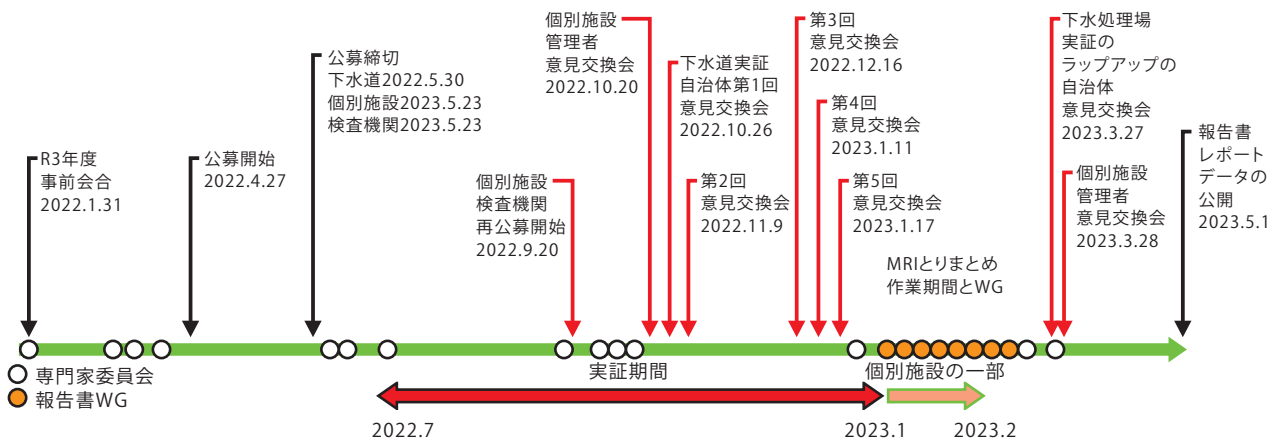 R3年度
事前会合
2022.1.31
公募開始
2022.4.27
公募締切
下水道2022.5.30
個別施設2023.5.23
検査機関2023.5.23
個別施設
検査機関
再公募開始
2022.9.20
個別施設
管理者
意見交換会
2022.10.20
下水道実証
自治体第1回
意見交換会
2022.10.26
第2回
意見交換会
2022.11.9
第3回
意見交換会
2022.12.16
第4回
意見交換会
2023.1.11
第5回
意見交換会
2023.1.17
MRIとりまとめ
作業期間とWG
下水処理場
実証の
ラップアップの
自治体
意見交換会
2023.3.27
個別施設
管理者
意見交換会
2023.3.28
報告書
レポート
データの
公開
2023.5.1
専門家委員会
報告書WG
実証期間
個別施設の一部
2022.7
2023.1
2023.2